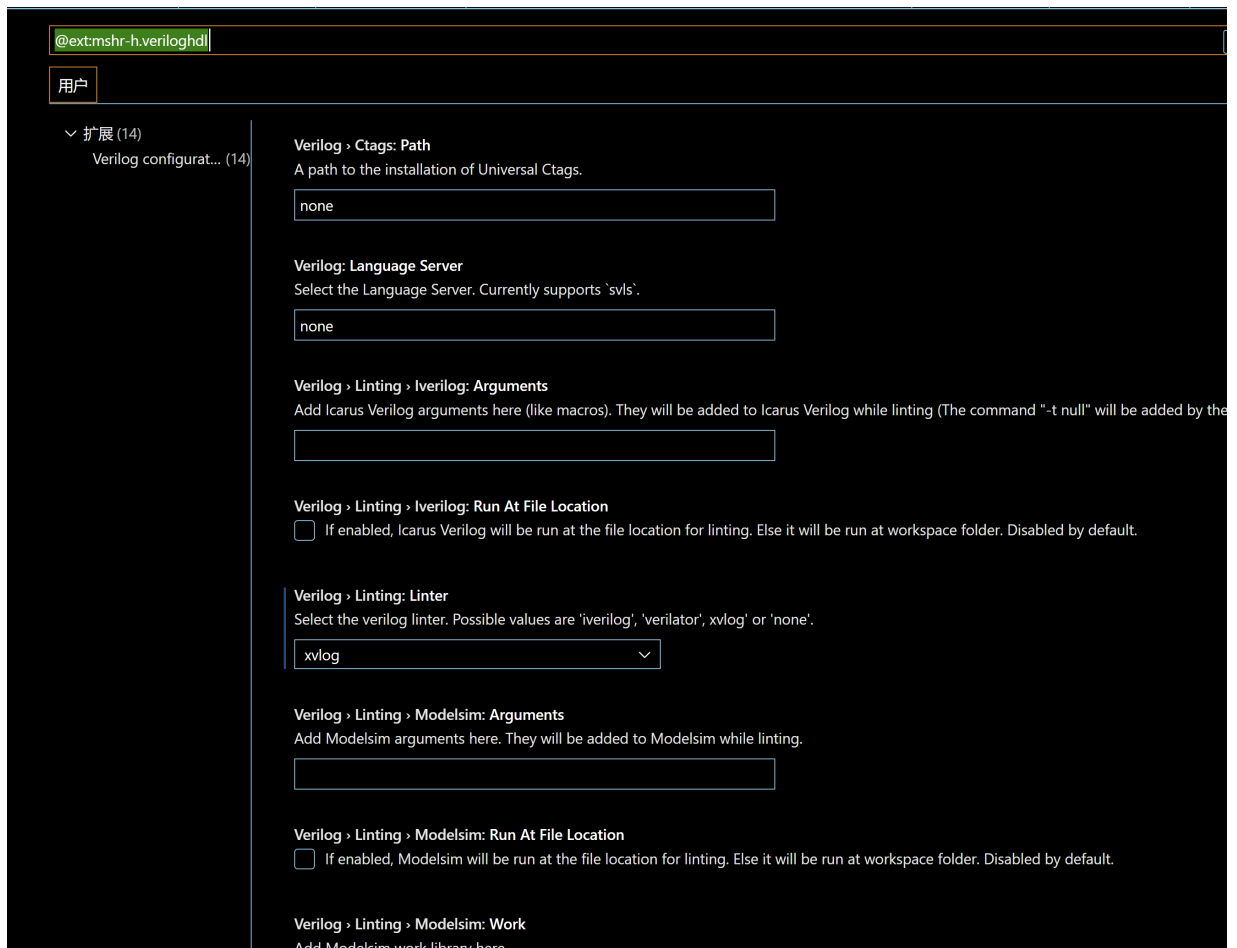 @ext:mshr-h.veriloghdl
用户
扩展 (14)
Verilog configurat... (14)
Verilog › Ctags: Path
A path to the installation of Universal Ctags.
none
Verilog: Language Server
Select the Language Server. Currently supports `svls`.
none
Verilog › Linting › Iverilog: Arguments
Add Icarus Verilog arguments here (like macros). They will be added to Icarus Verilog while linting (The command "-t null" will be added by the
Verilog › Linting › Iverilog: Run At File Location
If enabled, Icarus Verilog will be run at the file location for linting. Else it will be run at workspace folder. Disabled by default.
Verilog › Linting: Linter
Select the verilog linter. Possible values are 'iverilog', 'verilator', xvlog' or 'none'.
xvlog
Verilog › Linting › Modelsim: Arguments
Add Modelsim arguments here. They will be added to Modelsim while linting.
Verilog › Linting › Modelsim: Run At File Location
If enabled, Modelsim will be run at the file location for linting. Else it will be run at workspace folder. Disabled by default.
Verilog › Linting › Modelsim: Work
Add Modelsim work library here.